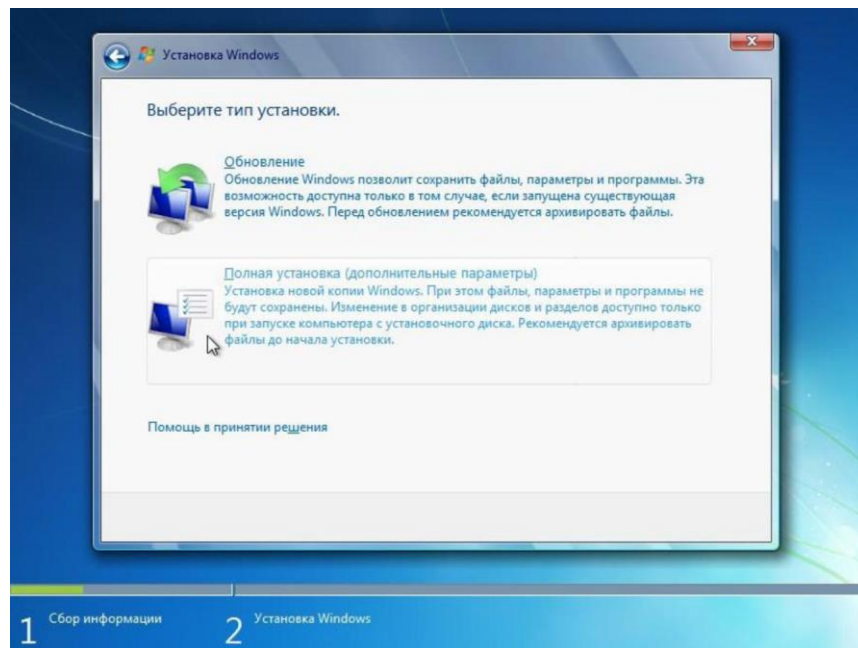 Установка Windows
Выберите тип установки.
Обновление
Обновление Windows позволит сохранить файлы, параметры и программы. Эта
возможность доступна только в том случае, если запущена существующая
версия Windows. Перед обновлением рекомендуется архивировать файлы.
Полная установка (дополнительные параметры)
Установка новой копии Windows. При этом файлы, параметры и программы не
будут сохранены. Изменение в организации дисков и разделов доступно только
при запуске компьютера с установочного диска. Рекомендуется архивировать
файлы до начала установки.
Помощь в принятии решения
1 Сбор информации
2 Установка Windows